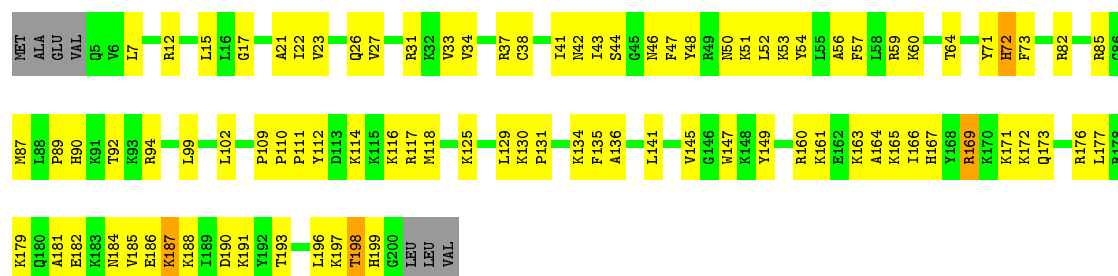 MET ALA GLU VAL Q5 V6 L7 R12 L15 L16 G17 A21 I22 V23 Q26 V27 R31 K32 V33 V34 R37 C38 I41 N42 I43 S44 G45 N46 F47 Y48 R49 N50 K51 L52 K53 Y54 L55 A56 F57 L58 R59 K60 T64 Y71 H72 F73 R82 R85 G86
M87 L88 P89 H90 K91 T92 K93 R94 L99 L102 P109 P110 P111 Y112 D113 K114 K115 K116 R117 M118 K125 L129 K130 P131 K134 F135 A136 L141 V145 G146 W147 K148 Y149 R160 K161 E162 K163 A164 K165 I166 H167 Y168 R169 K170 K171 K172 Q173 R176 L177 R178
K179 Q180 A181 E182 K183 N184 V185 E186 K187 K188 I189 D190 K191 Y192 T193 L196 K197 T198 H199 G200 LEU LEU VAL